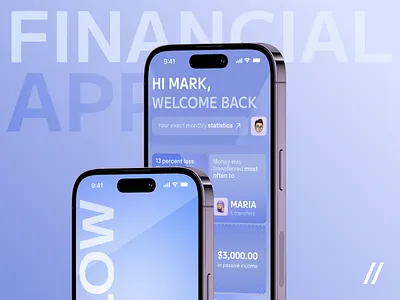 FINANCIAL
APP
9:41
HI MARK,
WELCOME BACK
Your exact monthly statistics
13 percent less
Money was
transferred most
often to
MARIA
5 transfers
$3,000.00
in passive income
9:41
LOW